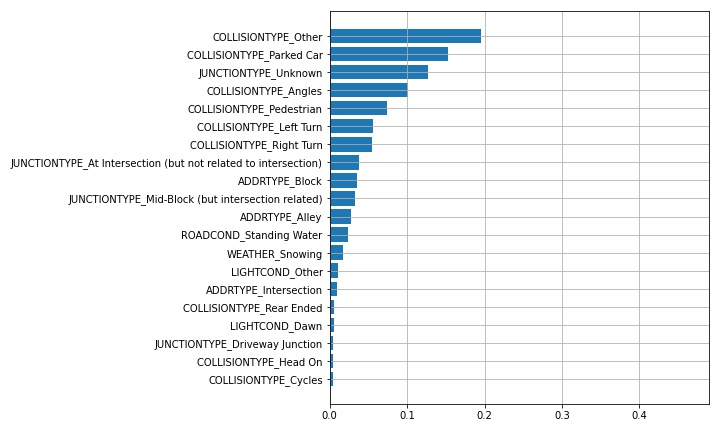 COLLISIONTYPE_Other
COLLISIONTYPE_Parked Car
JUNCTIONTYPE_Unknown
COLLISIONTYPE_Angles
COLLISIONTYPE_Pedestrian
COLLISIONTYPE_Left Turn
COLLISIONTYPE_Right Turn
JUNCTIONTYPE_At Intersection (but not related to intersection)
ADDRTYPE_Block
JUNCTIONTYPE_Mid-Block (but intersection related)
ADDRTYPE_Alley
ROADCOND_Standing Water
WEATHER_Snowing
LIGHTCOND_Other
ADDRTYPE_Intersection
COLLISIONTYPE_Rear Ended
LIGHTCOND_Dawn
JUNCTIONTYPE_Driveway Junction
COLLISIONTYPE_Head On
COLLISIONTYPE_Cycles
0.0 0.1 0.2 0.3 0.4